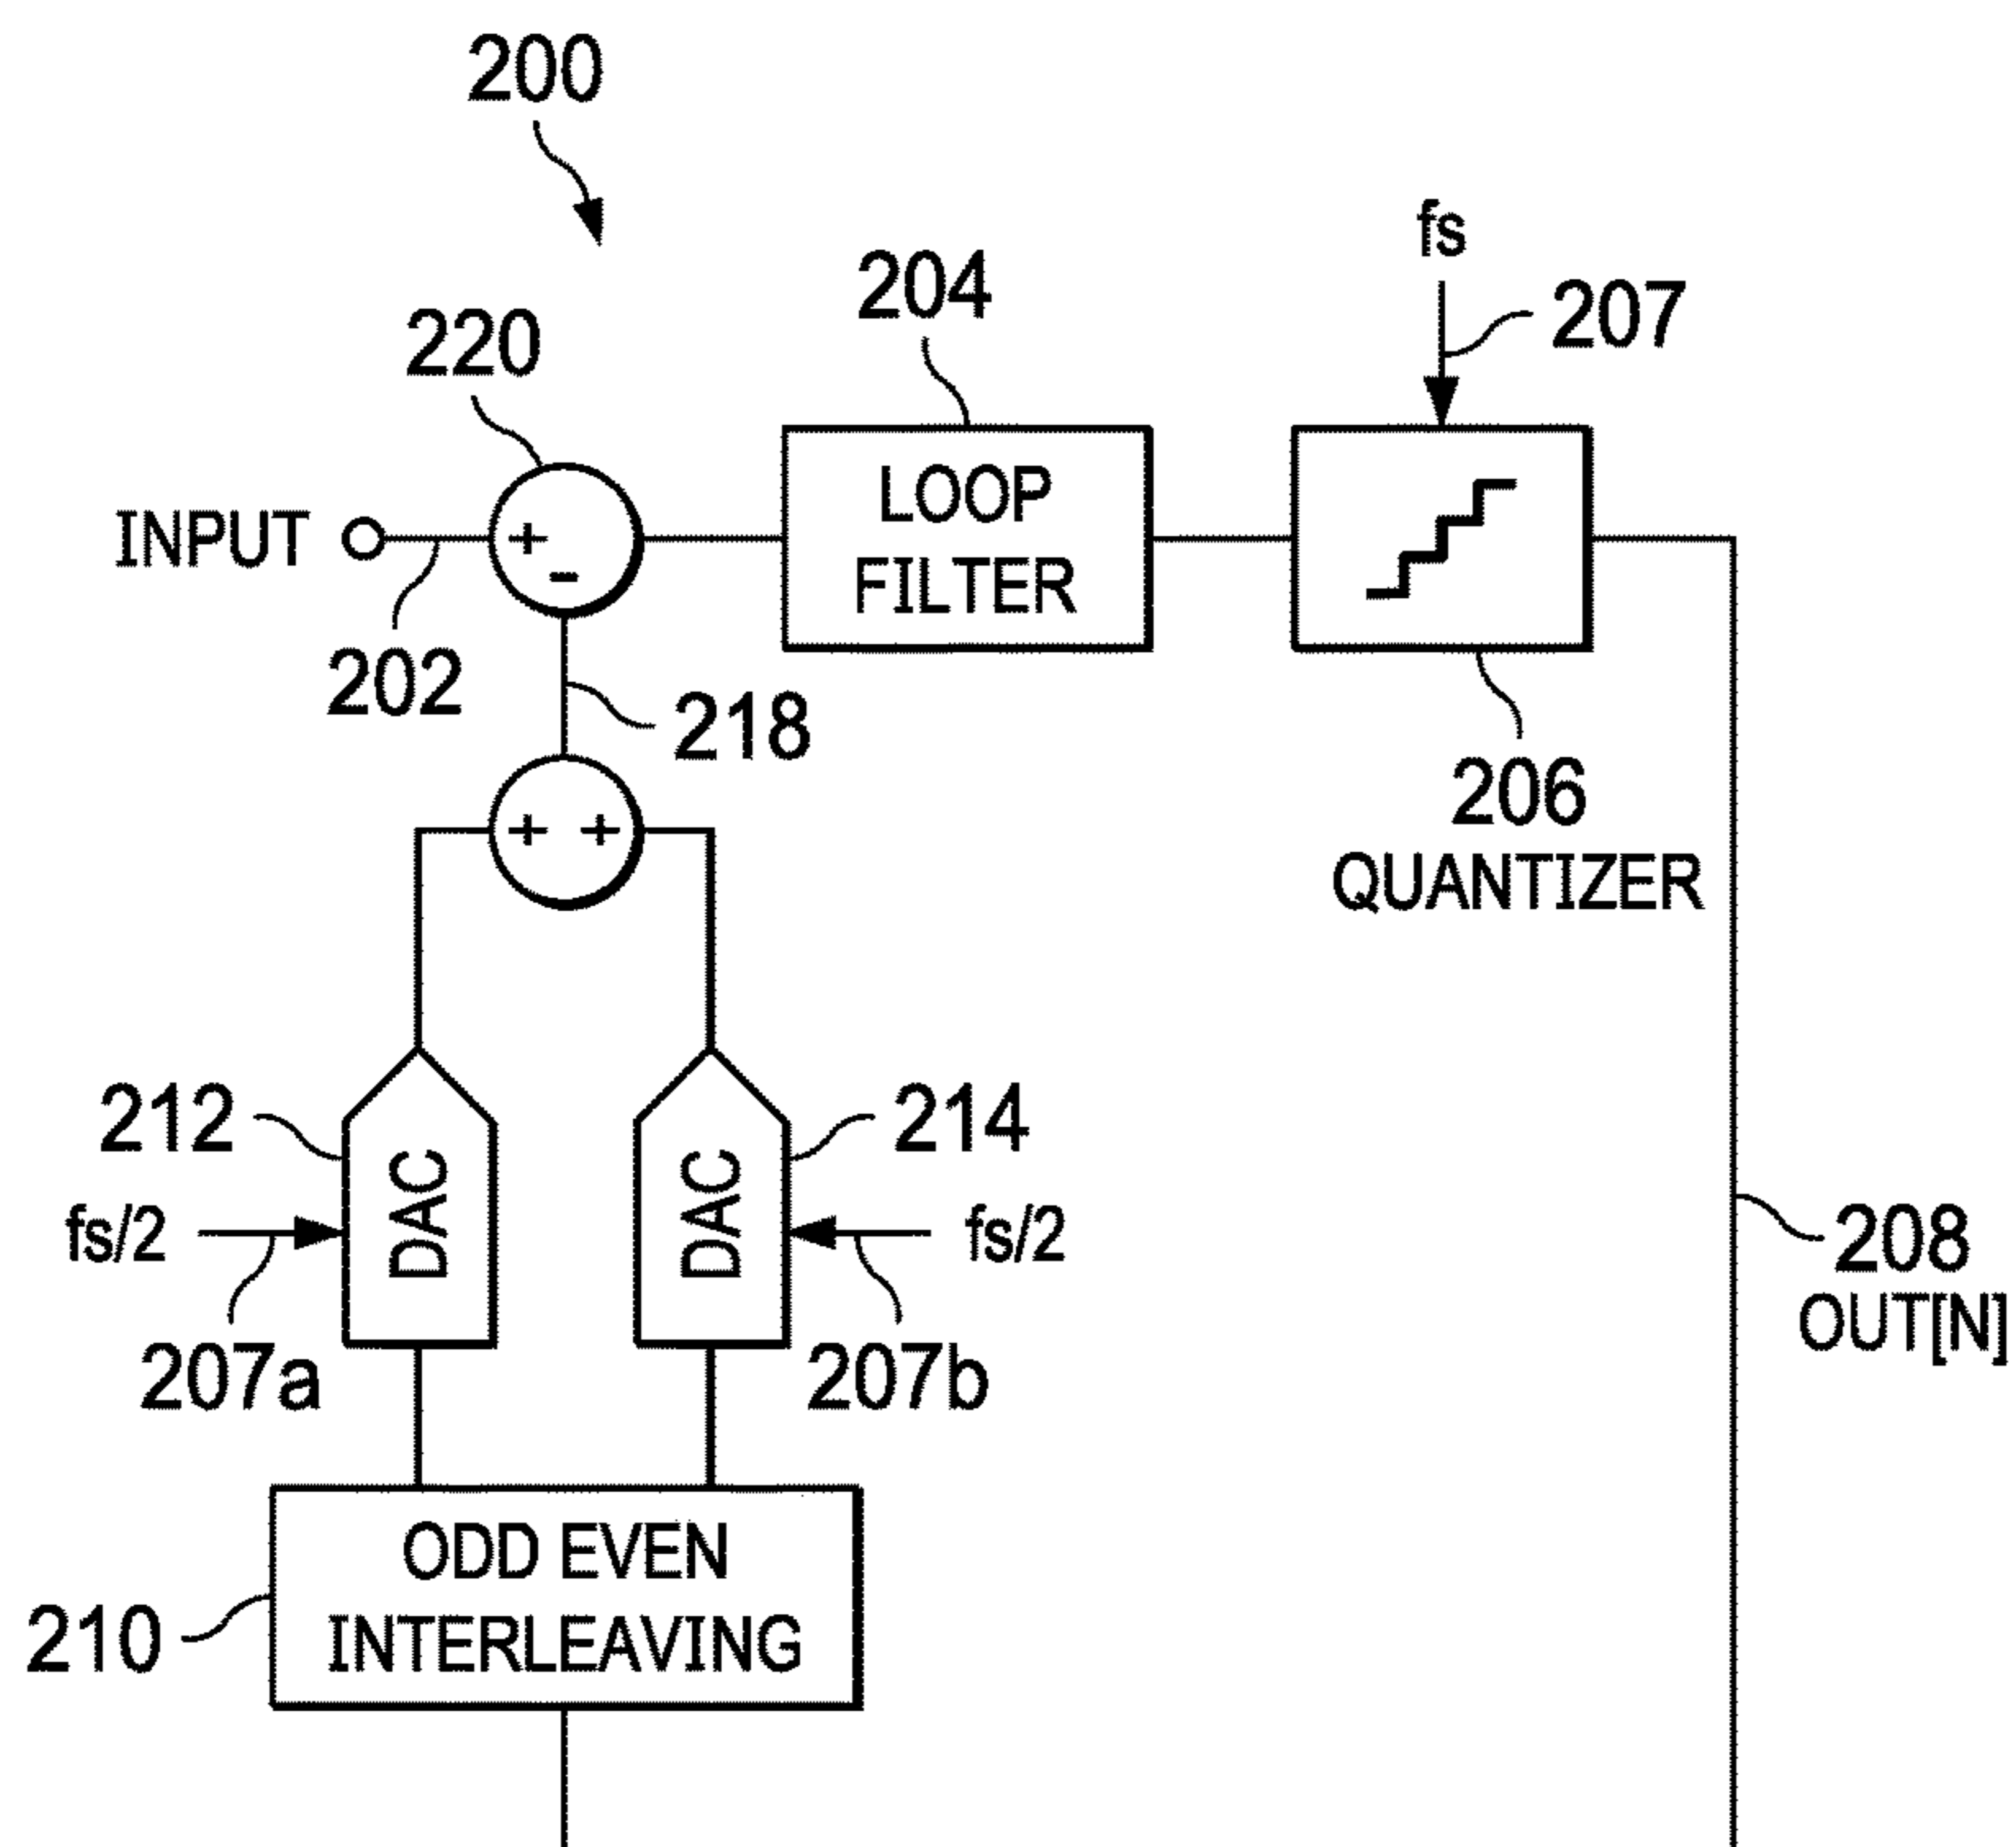 200
fs
204
207
220
LOOP
FILTER
INPUT
+
-
202
218
206
QUANTIZER
+ +
212
DAC
DAC
214
fs/2
fs/2
207a
207b
208
OUT[N]
ODD EVEN
INTERLEAVING
210